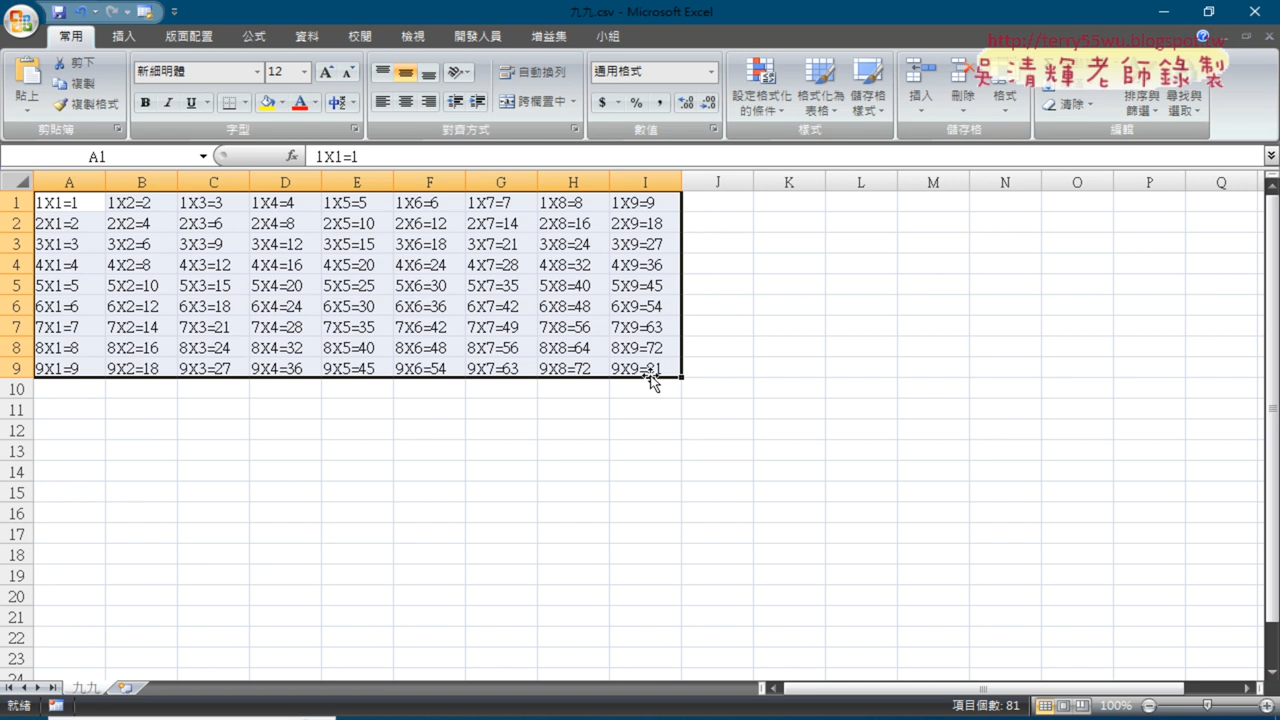 九九.csv - Microsoft Excel
常用 插入 版面配置 公式 資料 校閱 檢視 開發人員 增益集 小組
http://terry55wu.blogspot.tw
吳清輝老師錄製
貼上 剪下 複製 複製格式 剪貼簿
新細明體 12 B I U 中 字型
自動換列 跨欄置中 對齊方式
通用格式 $ % , .00 .0 數值
設定格式化的條件 格式化為表格 儲存格樣式 樣式
插入 刪除 格式 儲存格
清除 排序與篩選 尋找與選取 編輯
A1 fx 1X1=1
A B C D E F G H I J K L M N O P Q
1 1X1=1 1X2=2 1X3=3 1X4=4 1X5=5 1X6=6 1X7=7 1X8=8 1X9=9
2 2X1=2 2X2=4 2X3=6 2X4=8 2X5=10 2X6=12 2X7=14 2X8=16 2X9=18
3 3X1=3 3X2=6 3X3=9 3X4=12 3X5=15 3X6=18 3X7=21 3X8=24 3X9=27
4 4X1=4 4X2=8 4X3=12 4X4=16 4X5=20 4X6=24 4X7=28 4X8=32 4X9=36
5 5X1=5 5X2=10 5X3=15 5X4=20 5X5=25 5X6=30 5X7=35 5X8=40 5X9=45
6 6X1=6 6X2=12 6X3=18 6X4=24 6X5=30 6X6=36 6X7=42 6X8=48 6X9=54
7 7X1=7 7X2=14 7X3=21 7X4=28 7X5=35 7X6=42 7X7=49 7X8=56 7X9=63
8 8X1=8 8X2=16 8X3=24 8X4=32 8X5=40 8X6=48 8X7=56 8X8=64 8X9=72
9 9X1=9 9X2=18 9X3=27 9X4=36 9X5=45 9X6=54 9X7=63 9X8=72 9X9=81
10
11
12
13
14
15
16
17
18
19
20
21
22
23
24
九九
就緒 項目個數: 81 100%